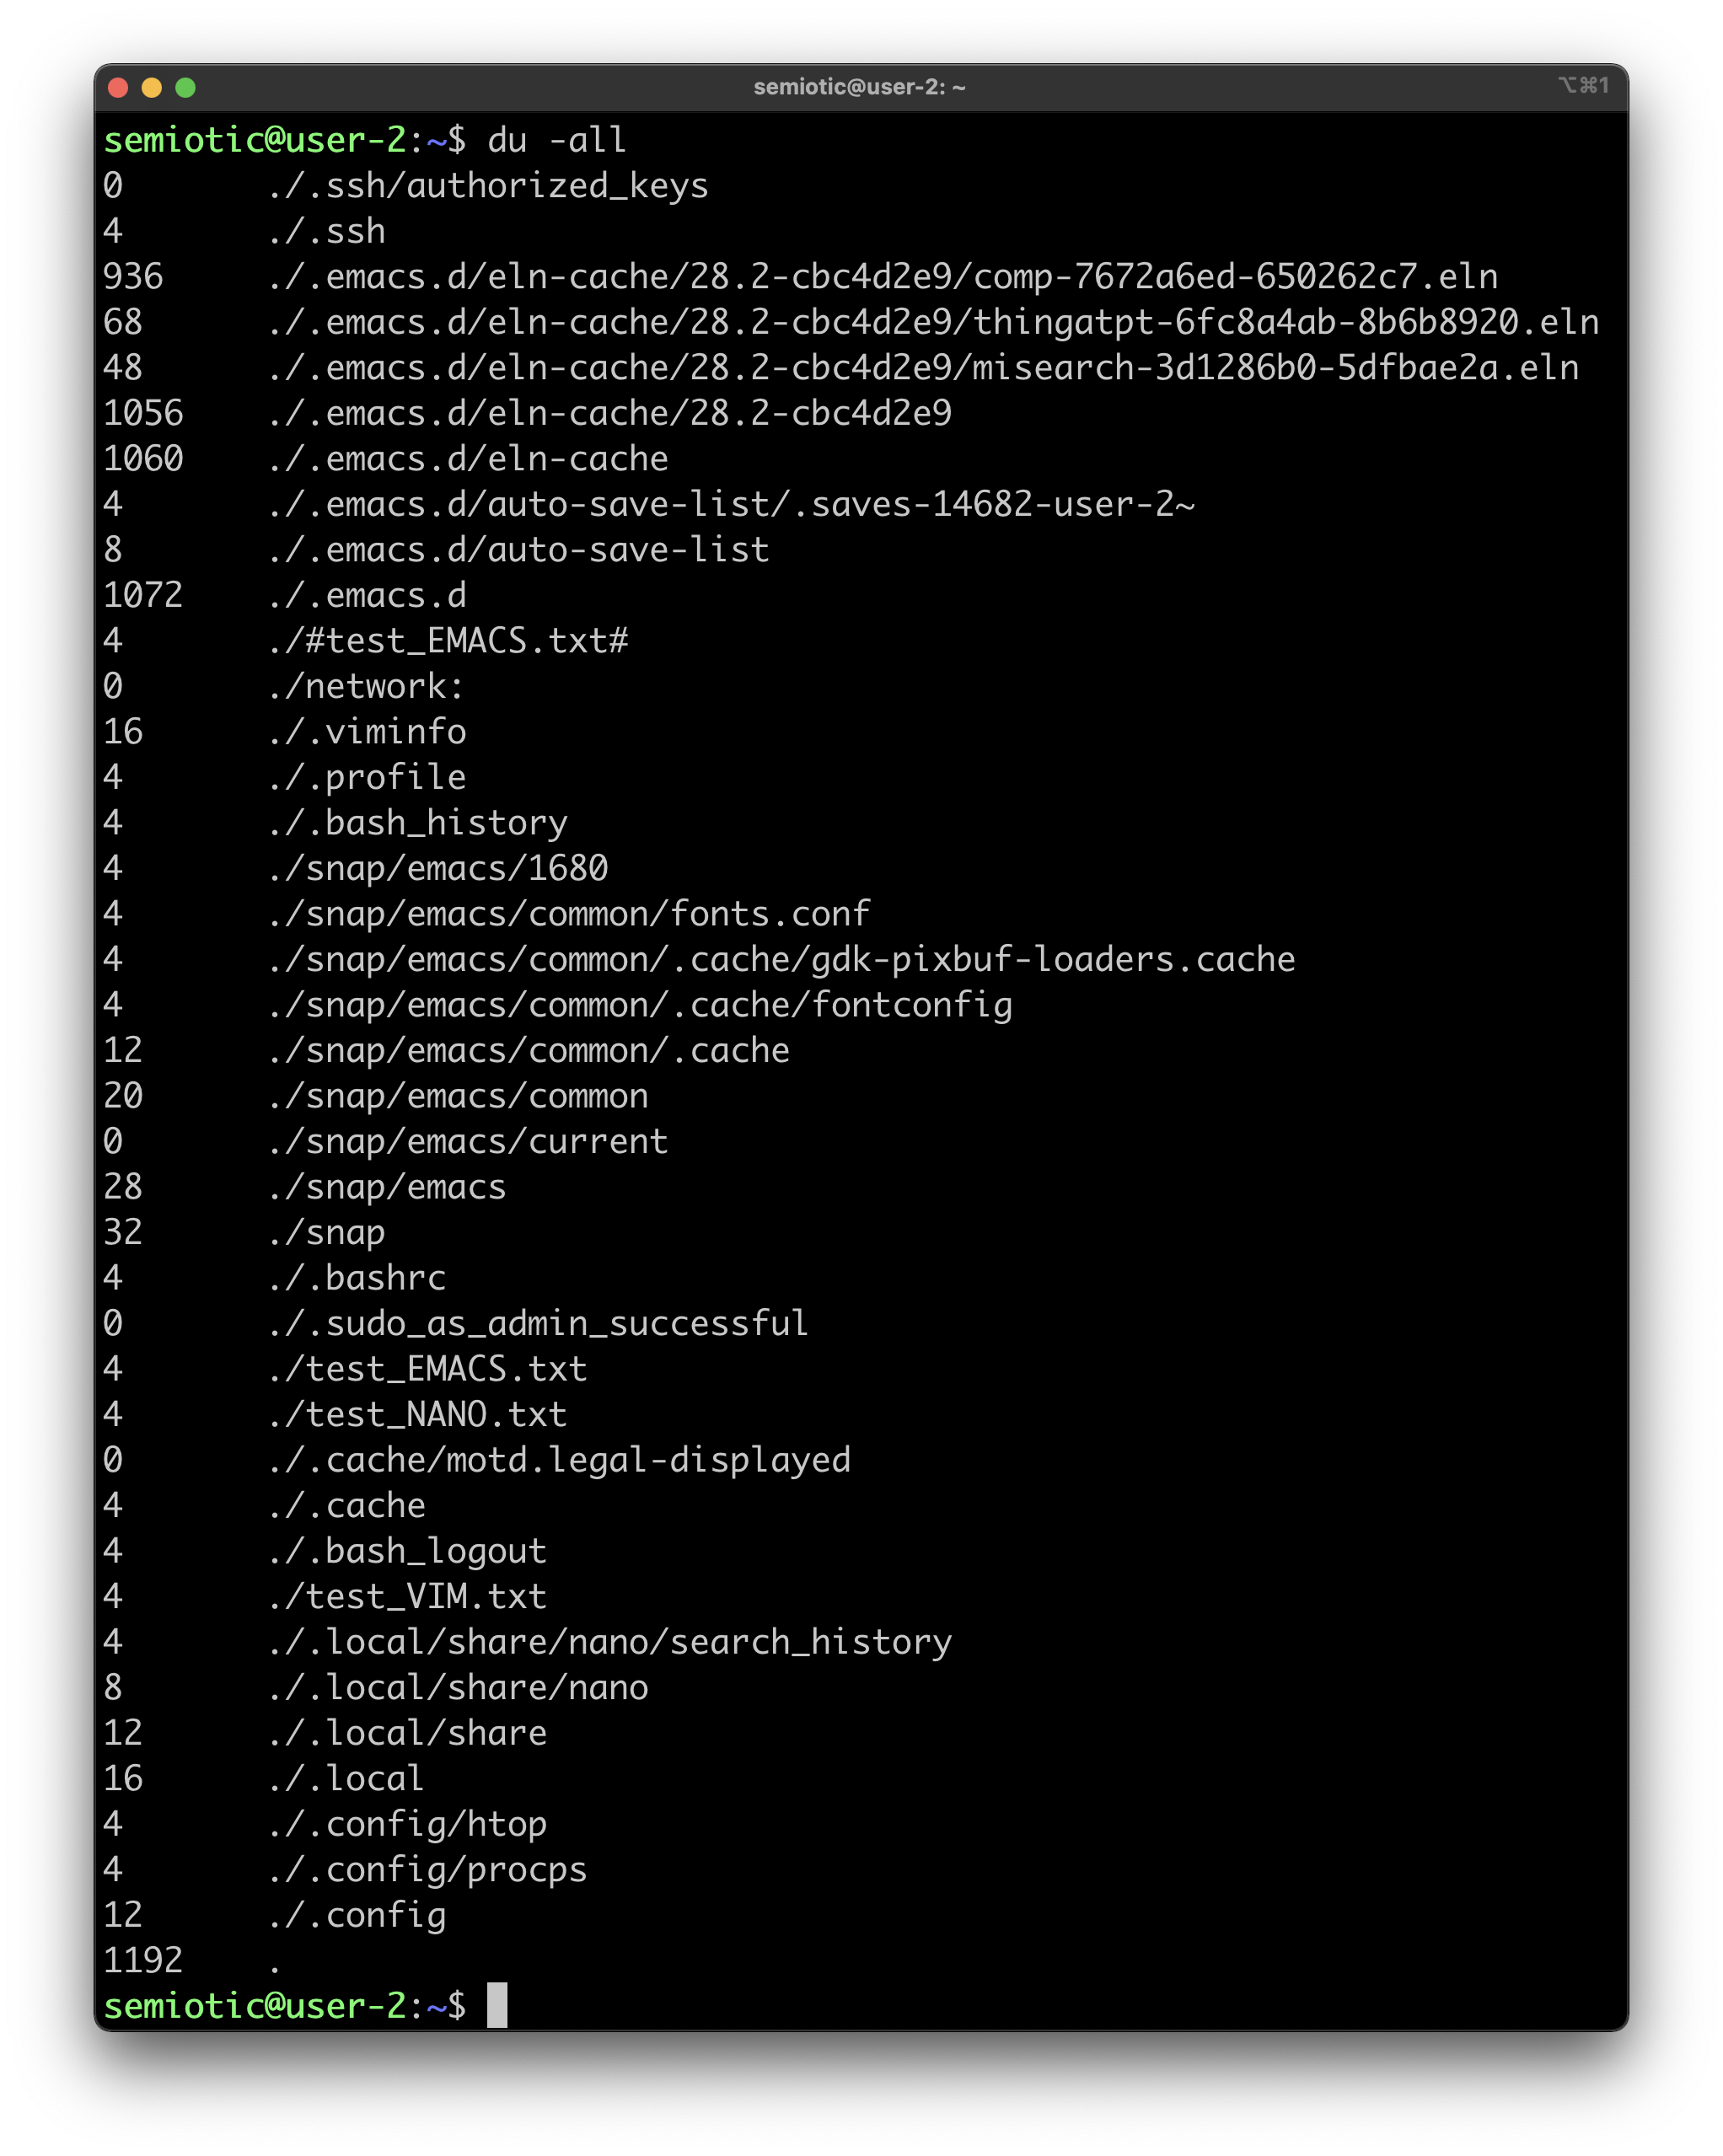 semiotic@user-2: ~
⌥⌘1
semiotic@user-2:~$ du -all
0 ./.ssh/authorized_keys
4 ./.ssh
936 ./.emacs.d/eln-cache/28.2-cbc4d2e9/comp-7672a6ed-650262c7.eln
68 ./.emacs.d/eln-cache/28.2-cbc4d2e9/thingatpt-6fc8a4ab-8b6b8920.eln
48 ./.emacs.d/eln-cache/28.2-cbc4d2e9/misearch-3d1286b0-5dfbae2a.eln
1056 ./.emacs.d/eln-cache/28.2-cbc4d2e9
1060 ./.emacs.d/eln-cache
4 ./.emacs.d/auto-save-list/.saves-14682-user-2~
8 ./.emacs.d/auto-save-list
1072 ./.emacs.d
4 ./#test_EMACS.txt#
0 ./network:
16 ./.viminfo
4 ./.profile
4 ./.bash_history
4 ./snap/emacs/1680
4 ./snap/emacs/common/fonts.conf
4 ./snap/emacs/common/.cache/gdk-pixbuf-loaders.cache
4 ./snap/emacs/common/.cache/fontconfig
12 ./snap/emacs/common/.cache
20 ./snap/emacs/common
0 ./snap/emacs/current
28 ./snap/emacs
32 ./snap
4 ./.bashrc
0 ./.sudo_as_admin_successful
4 ./test_EMACS.txt
4 ./test_NANO.txt
0 ./.cache/motd.legal-displayed
4 ./.cache
4 ./.bash_logout
4 ./test_VIM.txt
4 ./.local/share/nano/search_history
8 ./.local/share/nano
12 ./.local/share
16 ./.local
4 ./.config/htop
4 ./.config/procps
12 ./.config
1192 .
semiotic@user-2:~$